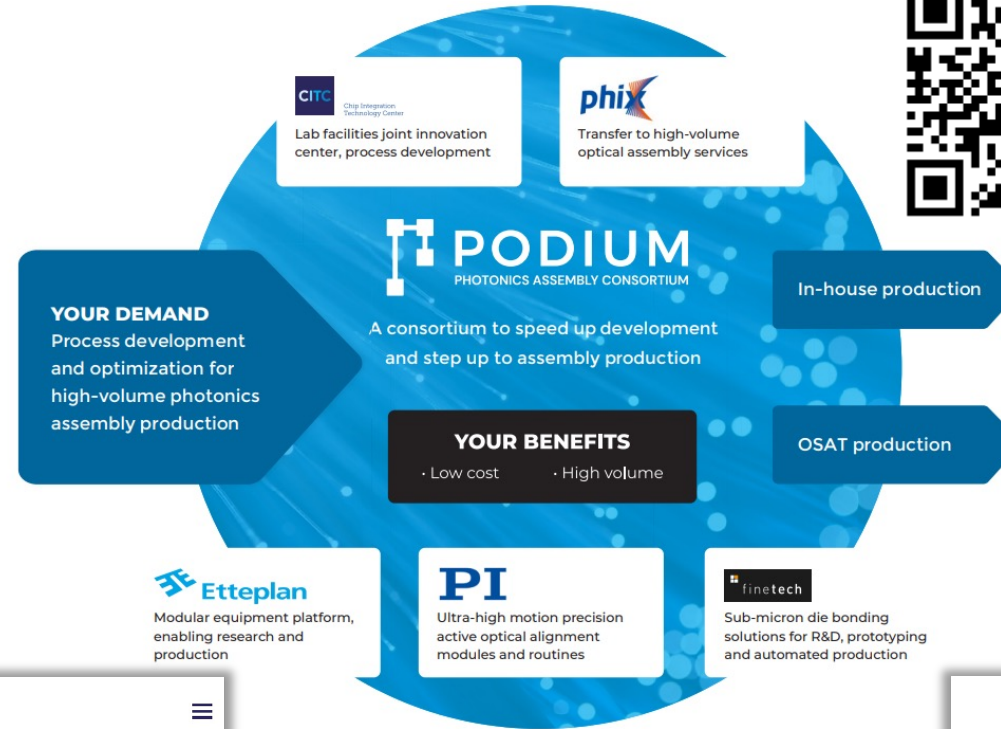 CITC
Chip Integration
Technology Center
Lab facilities joint innovation
center, process development
phix
Transfer to high-volume
optical assembly services
PODIUM
PHOTONICS ASSEMBLY CONSORTIUM
A consortium to speed up development
and step up to assembly production
YOUR DEMAND
Process development
and optimization for
high-volume photonics
assembly production
YOUR BENEFITS
· Low cost
· High volume
In-house production
OSAT production
Etteplan
Modular equipment platform,
enabling research and
production
PI
Ultra-high motion precision
active optical alignment
modules and routines
finetech
Sub-micron die bonding
solutions for R&D, prototyping
and automated production